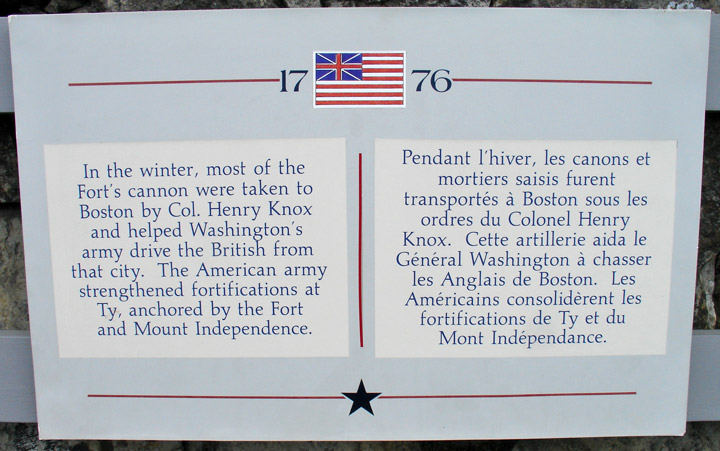 17 76
In the winter, most of the
Fort's cannon were taken to
Boston by Col. Henry Knox
and helped Washington's
army drive the British from
that city. The American army
strengthened fortifications at
Ty, anchored by the Fort
and Mount Independence.
Pendant l'hiver, les canons et
mortiers saisis furent
transportés à Boston sous les
ordres du Colonel Henry
Knox. Cette artillerie aida le
Général Washington à chasser
les Anglais de Boston. Les
Américains consolidèrent les
fortifications de Ty et du
Mont Indépendance.